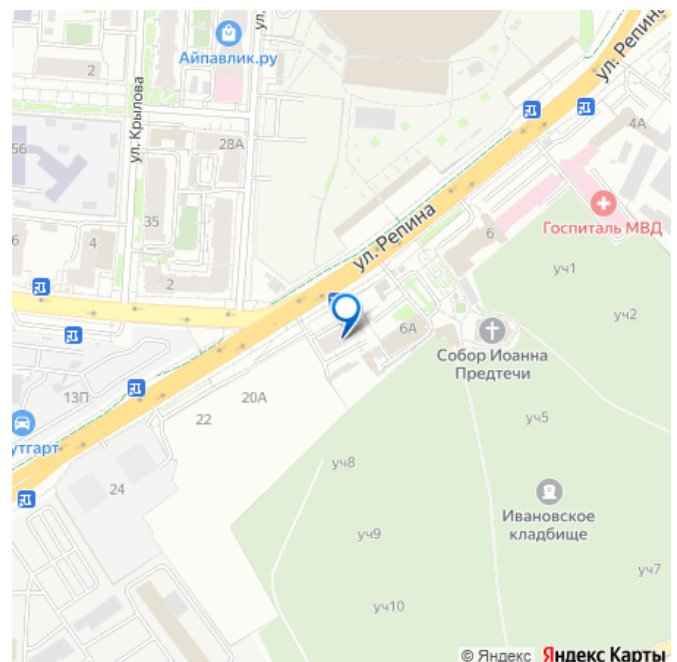 ул.
ул. Репина
Айпавлик.ру
2
ул. Крылова
56
28А
4А
35
Госпиталь МВД
6
4
ул. Репина
6
уч1
2
уч2
6А
Собор Иоанна
Предтечи
13П
20А
22
уч5
утгарт
уч8
24
Ивановское
кладбище
уч9
уч7
уч10
© Яндекс Яндекс Карты